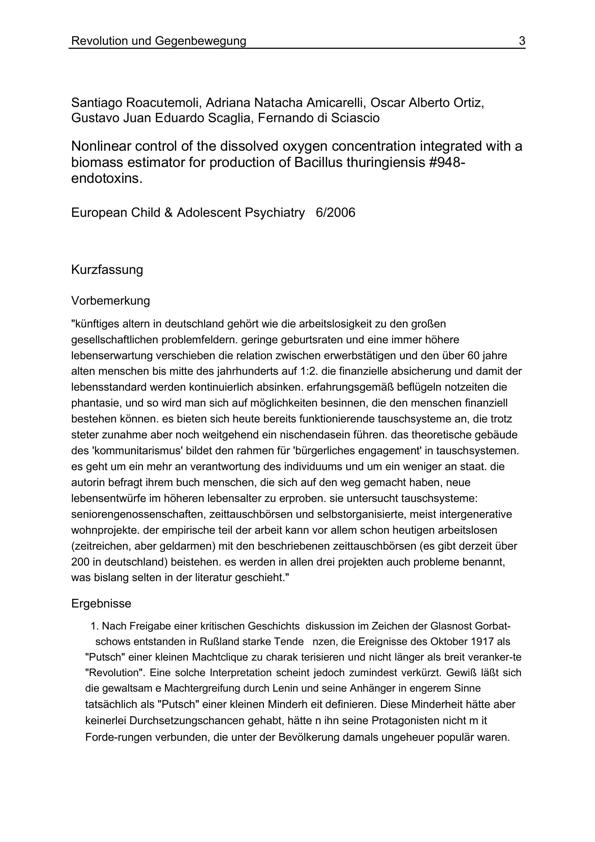 Revolution und Gegenbewegung 3
Santiago Roacutemoli, Adriana Natacha Amicarelli, Oscar Alberto Ortiz,
Gustavo Juan Eduardo Scaglia, Fernando di Sciascio
Nonlinear control of the dissolved oxygen concentration integrated with a
biomass estimator for production of Bacillus thuringiensis #948-
endotoxins.
European Child & Adolescent Psychiatry 6/2006
Kurzfassung
Vorbemerkung
"künftiges altern in deutschland gehört wie die arbeitslosigkeit zu den großen
gesellschaftlichen problemfeldern. geringe geburtsraten und eine immer höhere
lebenserwartung verschieben die relation zwischen erwerbstätigen und den über 60 jahre
alten menschen bis mitte des jahrhunderts auf 1:2. die finanzielle absicherung und damit der
lebensstandard werden kontinuierlich absinken. erfahrungsgemäß beflügeln notzeiten die
phantasie, und so wird man sich auf möglichkeiten besinnen, die den menschen finanziell
bestehen können. es bieten sich heute bereits funktionierende tauschsysteme an, die trotz
steter zunahme aber noch weitgehend ein nischendasein führen. das theoretische gebäude
des 'kommunitarismus' bildet den rahmen für 'bürgerliches engagement' in tauschsystemen.
es geht um ein mehr an verantwortung des individuums und um ein weniger an staat. die
autorin befragt ihrem buch menschen, die sich auf den weg gemacht haben, neue
lebensentwürfe im höheren lebensalter zu erproben. sie untersucht tauschsysteme:
seniorengenossenschaften, zeittauschbörsen und selbstorganisierte, meist intergenerative
wohnprojekte. der empirische teil der arbeit kann vor allem schon heutigen arbeitslosen
(zeitreichen, aber geldarmen) mit den beschriebenen zeittauschbörsen (es gibt derzeit über
200 in deutschland) beistehen. es werden in allen drei projekten auch probleme benannt,
was bislang selten in der literatur geschieht."
Ergebnisse
1. Nach Freigabe einer kritischen Geschichts diskussion im Zeichen der Glasnost Gorbat-
schows entstanden in Rußland starke Tende nzen, die Ereignisse des Oktober 1917 als
"Putsch" einer kleinen Machtclique zu charak terisieren und nicht länger als breit veranker-te
"Revolution". Eine solche Interpretation scheint jedoch zumindest verkürzt. Gewiß läßt sich
die gewaltsam e Machtergreifung durch Lenin und seine Anhänger in engerem Sinne
tatsächlich als "Putsch" einer kleinen Minderh eit definieren. Diese Minderheit hätte aber
keinerlei Durchsetzungschancen gehabt, hätte n ihn seine Protagonisten nicht m it
Forde-rungen verbunden, die unter der Bevölkerung damals ungeheuer populär waren.